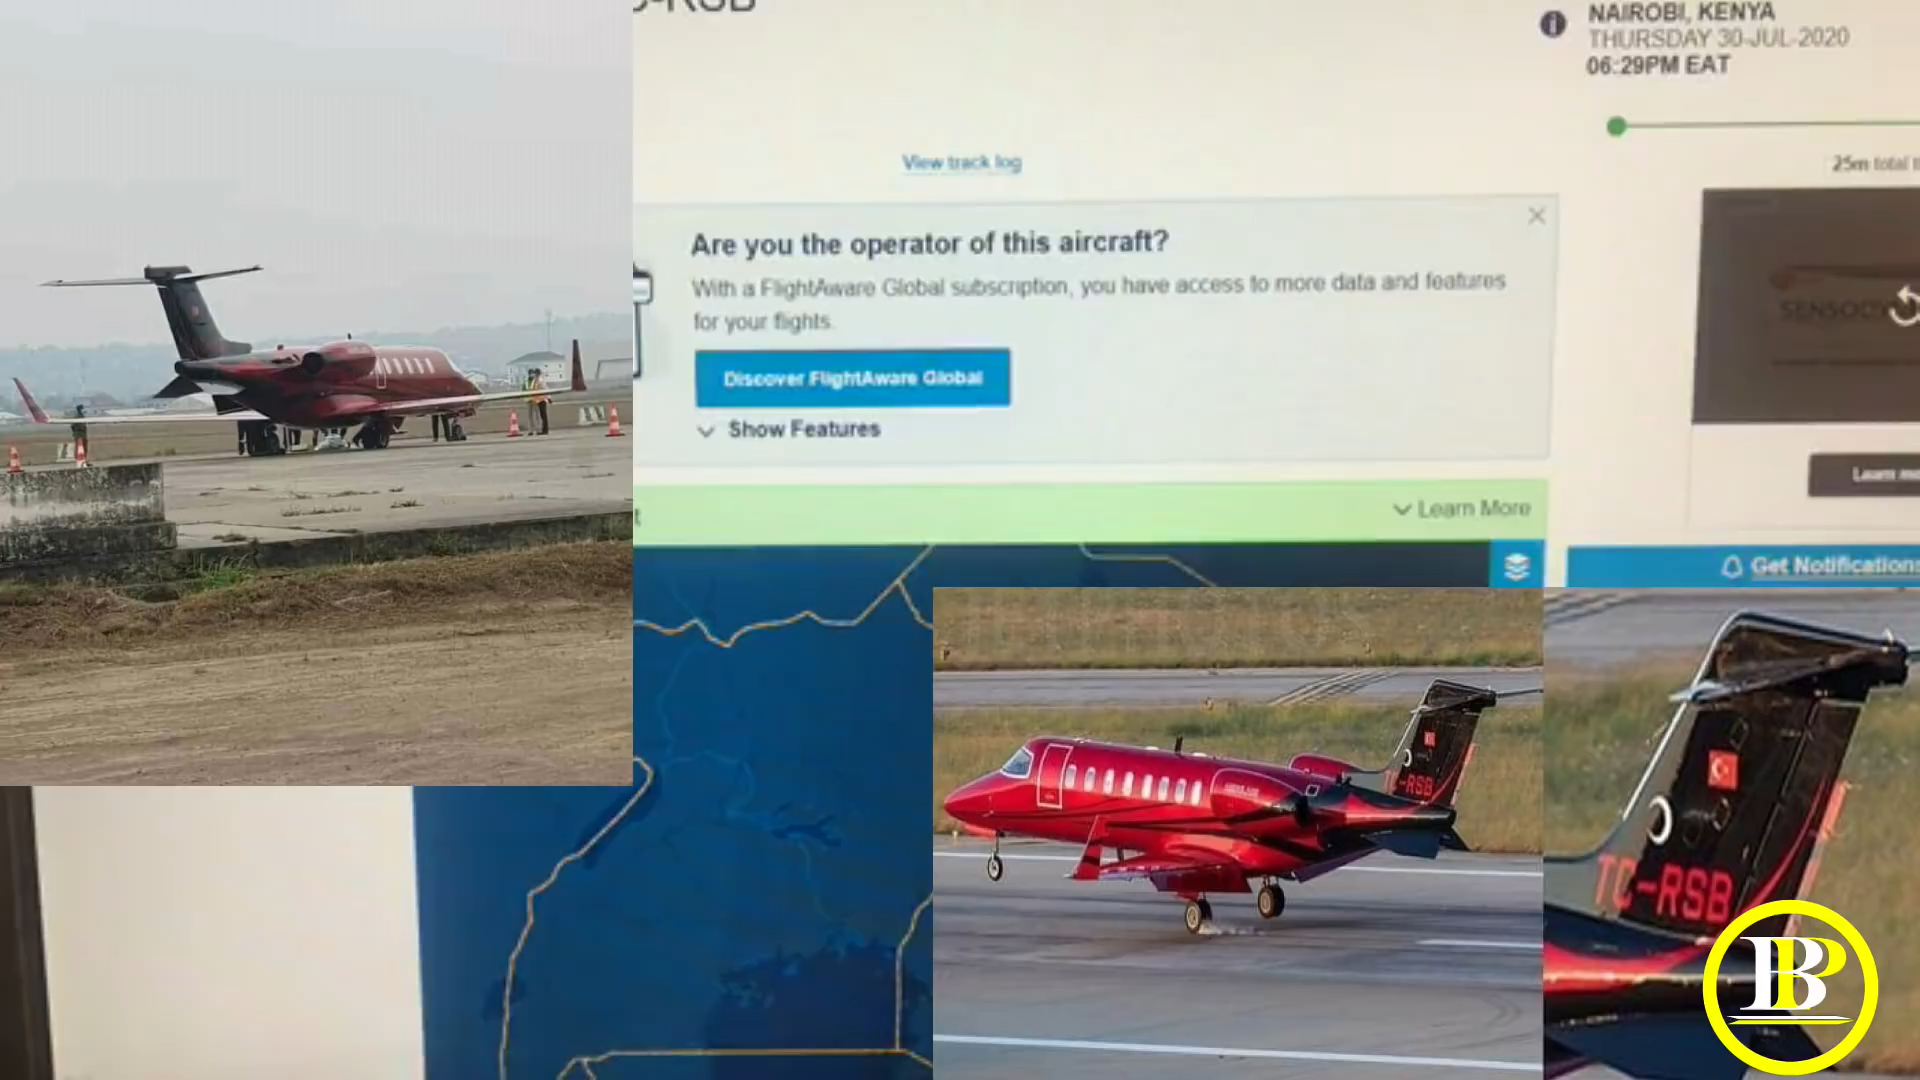 NAIROBI, KENYA
THURSDAY 30-JUL-2020
06:29PM EAT
View track log
25m total
Are you the operator of this aircraft?
With a FlightAware Global subscription, you have access to more data and features
for your flights.
Discover FlightAware Global
Show Features
Learn More
Learn
Get Notifications
TC-RSB
-RSB